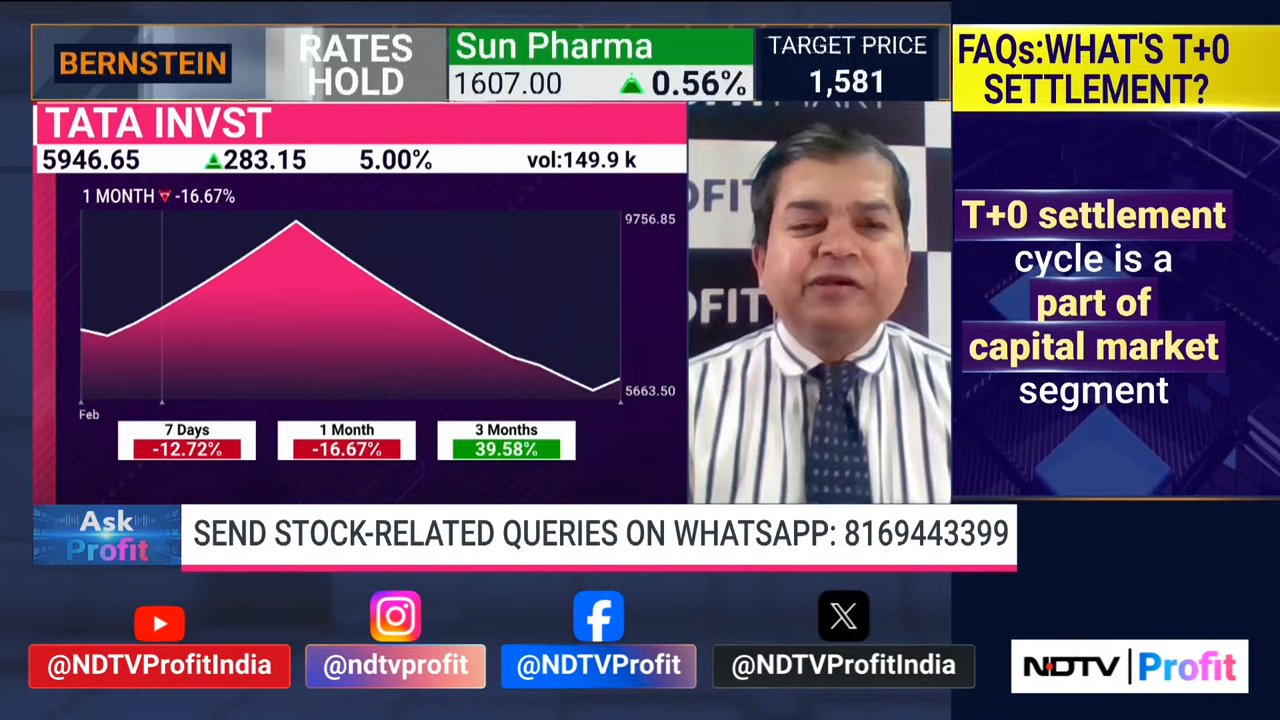 BERNSTEIN
RATES
HOLD
Sun Pharma
1607.00 0.56%
TARGET PRICE
1,581
FAQs:WHAT'S T+0
SETTLEMENT?
TATA INVST
5946.65 283.15 5.00% vol:149.9 k
1 MONTH -16.67%
9756.85
5663.50
Feb
7 Days
-12.72%
1 Month
-16.67%
3 Months
39.58%
OFIT
OFIT
T+0 settlement
cycle is a
part of
capital market
segment
Ask
Profit
SEND STOCK-RELATED QUERIES ON WHATSAPP: 8169443399
@NDTVProfitIndia
@ndtvprofit
@NDTVProfit
@NDTVProfitIndia
NDTV Profit